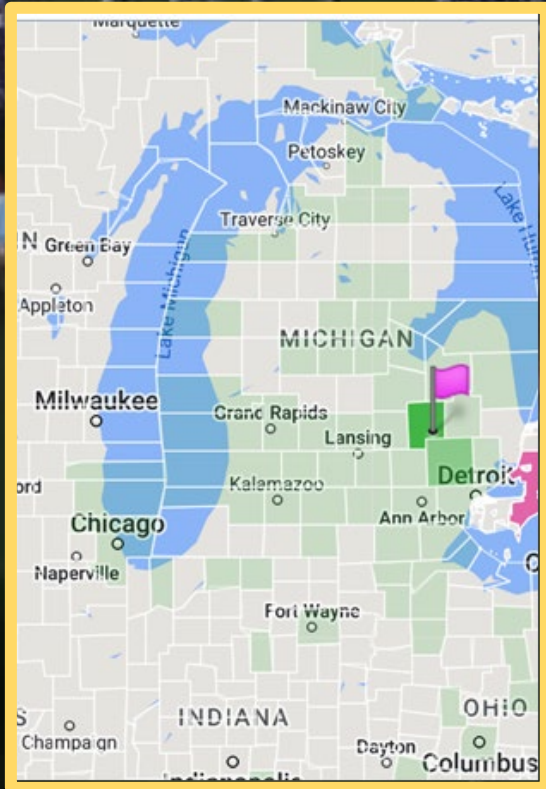 Marquette
Mackinaw City
Petoskey
Traverse City
N
Green Bay
Lake Michigan
Appleton
MICHIGAN
Milwaukee
Grand Rapids
Lansing
Detroit
ord
Kalamazoo
Ann Arbor
Chicago
Naperville
Fort Wayne
INDIANA
OHIO
S
Champaign
Dayton
Columbus